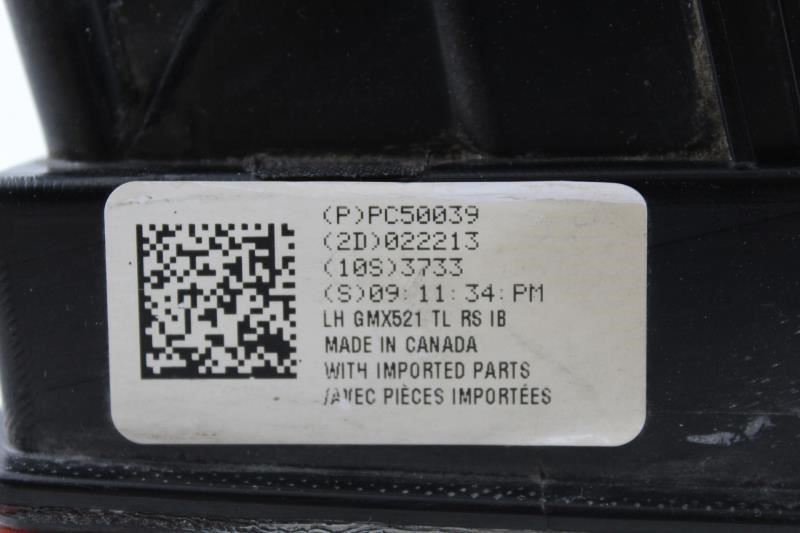 (P)PC50039
(2D)022213
(10S)3733
(S)09:11:34:PM
LH GMX521 TL RS IB
MADE IN CANADA
WITH IMPORTED PARTS
/AVEC PIÈCES IMPORTÉES